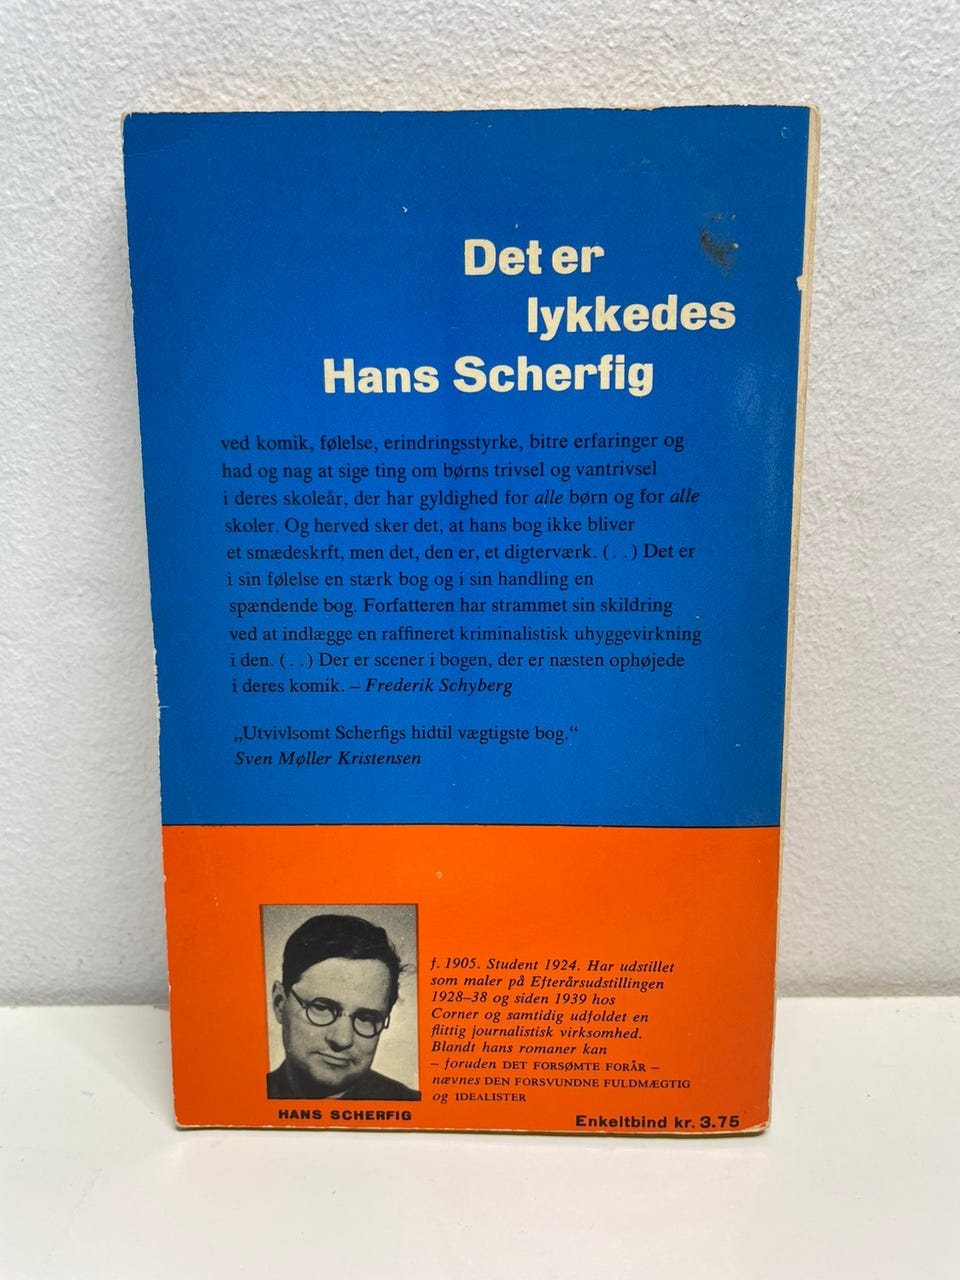 Det er
lykkedes
Hans Scherfig
ved komik, følelse, erindringsstyrke, bitre erfaringer og
had og nag at sige ting om børns trivsel og vantrivsel
i deres skoleår, der har gyldighed for alle børn og for alle
skoler. Og herved sker det, at hans bog ikke bliver
et smædeskrft, men det, den er, et digterværk. (. .) Det er
i sin følelse en stærk bog og i sin handling en
spændende bog. Forfatteren har strammet sin skildring
ved at indlægge en raffineret kriminalistisk uhyggevirkning
i den. (. .) Der er scener i bogen, der er næsten ophøjede
i deres komik. – Frederik Schyberg
„Utvivlsomt Scherfigs hidtil vægtigste bog.“
Sven Møller Kristensen
f. 1905. Student 1924. Har udstillet
som maler på Efterårsudstillingen
1928–38 og siden 1939 hos
Corner og samtidig udfoldet en
flittig journalistisk virksomhed.
Blandt hans romaner kan
– foruden DET FORSØMTE FORÅR –
nævnes DEN FORSVUNDNE FULDMÆGTIG
og IDEALISTER
HANS SCHERFIG
Enkeltbind kr. 3.75